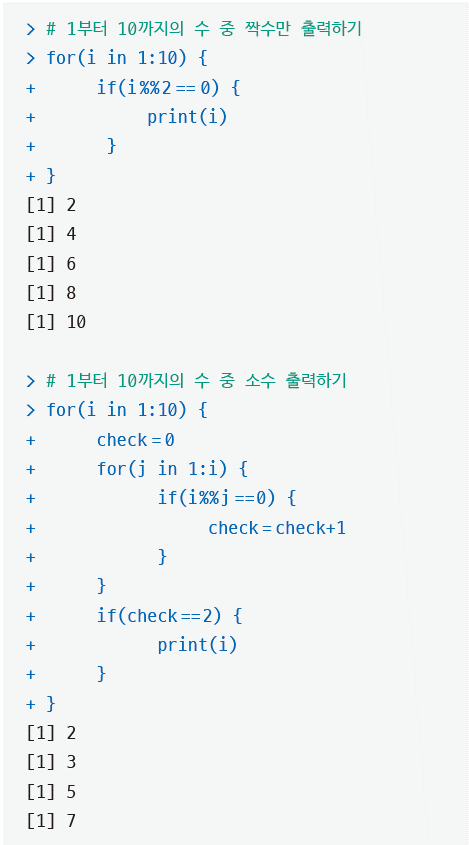 > # 1부터 10까지의 수 중 짝수만 출력하기
> for(i in 1:10) {
+      if(i%%2==0) {
+           print(i)
+       }
+ }
[1] 2
[1] 4
[1] 6
[1] 8
[1] 10
> # 1부터 10까지의 수 중 소수 출력하기
> for(i in 1:10) {
+      check=0
+      for(j in 1:i) {
+            if(i%%j==0) {
+                 check=check+1
+            }
+      }
+      if(check==2) {
+            print(i)
+      }
+ }
[1] 2
[1] 3
[1] 5
[1] 7